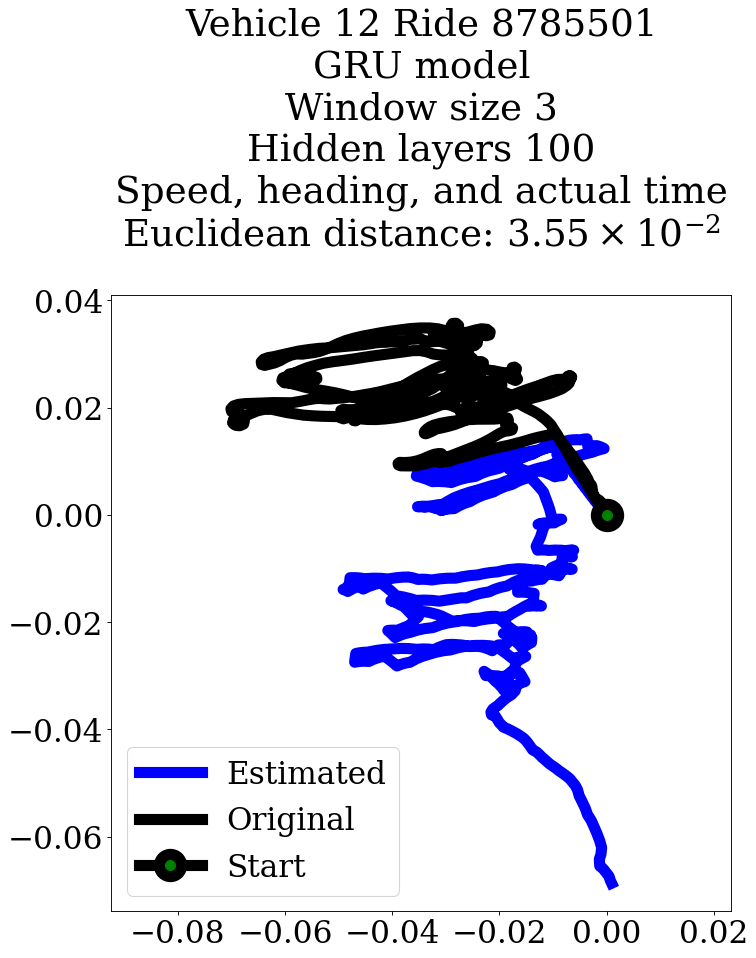 Vehicle 12 Ride 8785501
GRU model
Window size 3
Hidden layers 100
Speed, heading, and actual time
Euclidean distance: 3.55 × 10⁻²
0.04
0.02
0.00
−0.02
−0.04
−0.06
Estimated
Original
Start
−0.08 −0.06 −0.04 −0.02 0.00 0.02